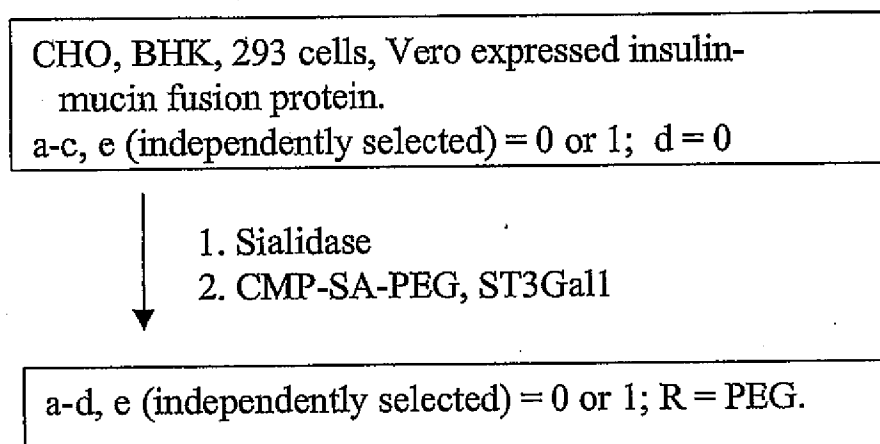 CHO, BHK, 293 cells, Vero expressed insulin-
mucin fusion protein.
a-c, e (independently selected) = 0 or 1; d = 0
1. Sialidase
2. CMP-SA-PEG, ST3Gal1
a-d, e (independently selected) = 0 or 1; R = PEG.